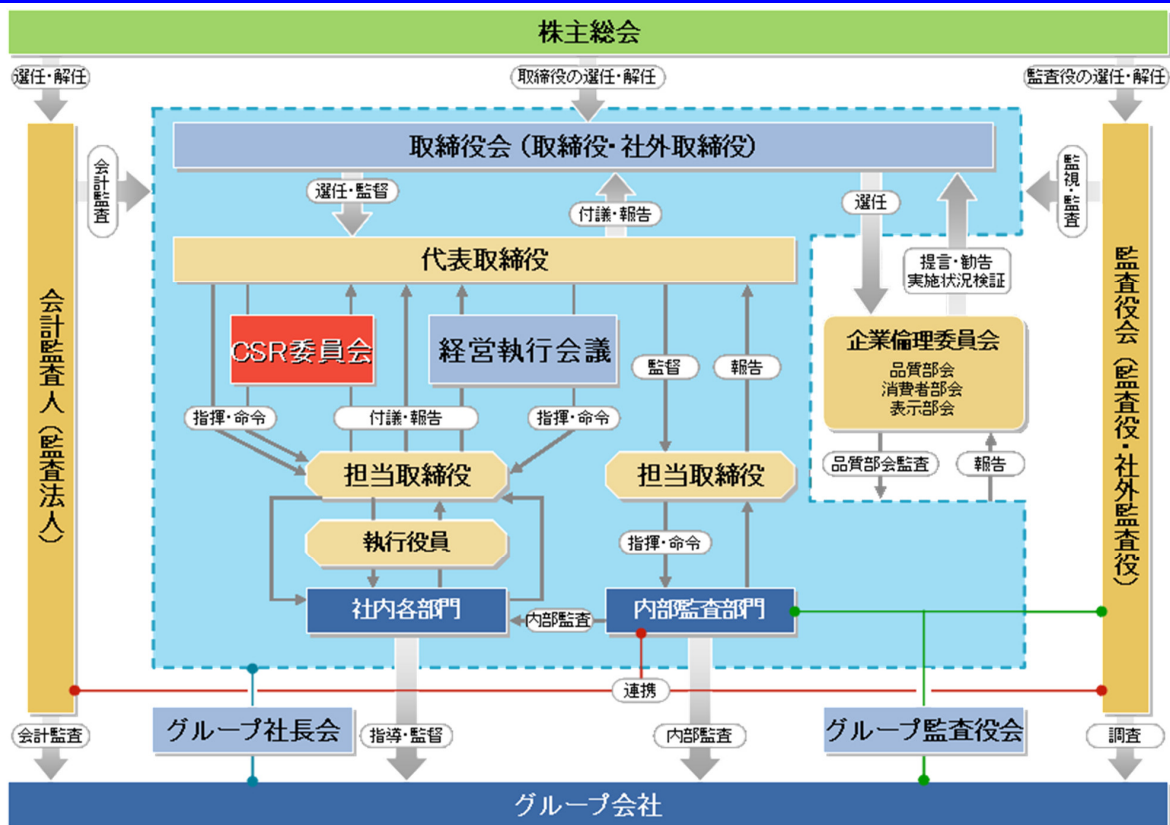 株主総会
選任・解任
取締役の選任・解任
監査役の選任・解任
取締役会（取締役・社外取締役）
会計監査
監視・監査
選任・監督
付議・報告
選任
提言・勧告
実施状況検証
代表取締役
会計監査人（監査法人）
監査役会（監査役・社外監査役）
CSR委員会
経営執行会議
監督
報告
企業倫理委員会
品質部会
消費者部会
表示部会
指揮・命令
付議・報告
指揮・命令
担当取締役
担当取締役
品質部会監査
報告
執行役員
指揮・命令
社内各部門
内部監査
内部監査部門
連携
グループ社長会
グループ監査役会
会計監査
指導・監督
内部監査
調査
グループ会社